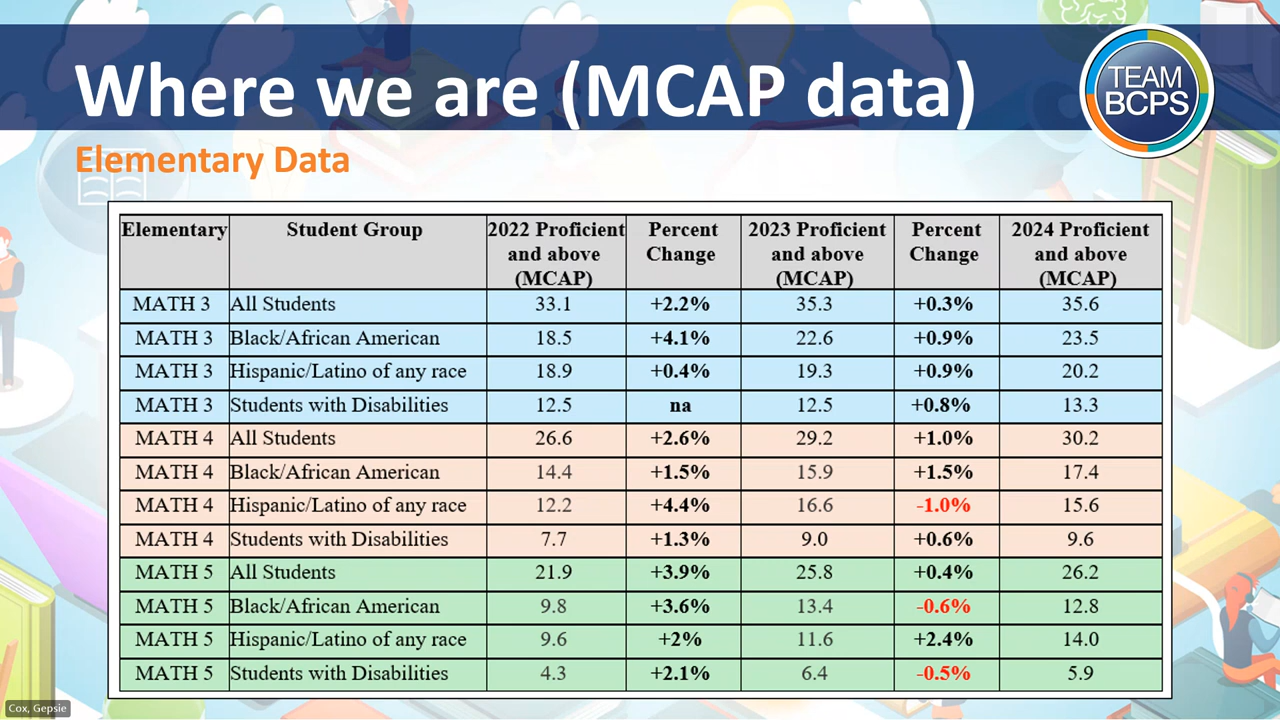 Where we are (MCAP data)
TEAM
BCPS
Elementary Data
Elementary Student Group 2022 Proficient and above (MCAP) Percent Change 2023 Proficient and above (MCAP) Percent Change 2024 Proficient and above (MCAP)
MATH 3 All Students 33.1 +2.2% 35.3 +0.3% 35.6
MATH 3 Black/African American 18.5 +4.1% 22.6 +0.9% 23.5
MATH 3 Hispanic/Latino of any race 18.9 +0.4% 19.3 +0.9% 20.2
MATH 3 Students with Disabilities 12.5 na 12.5 +0.8% 13.3
MATH 4 All Students 26.6 +2.6% 29.2 +1.0% 30.2
MATH 4 Black/African American 14.4 +1.5% 15.9 +1.5% 17.4
MATH 4 Hispanic/Latino of any race 12.2 +4.4% 16.6 -1.0% 15.6
MATH 4 Students with Disabilities 7.7 +1.3% 9.0 +0.6% 9.6
MATH 5 All Students 21.9 +3.9% 25.8 +0.4% 26.2
MATH 5 Black/African American 9.8 +3.6% 13.4 -0.6% 12.8
MATH 5 Hispanic/Latino of any race 9.6 +2% 11.6 +2.4% 14.0
MATH 5 Students with Disabilities 4.3 +2.1% 6.4 -0.5% 5.9
Cox, Gepsie